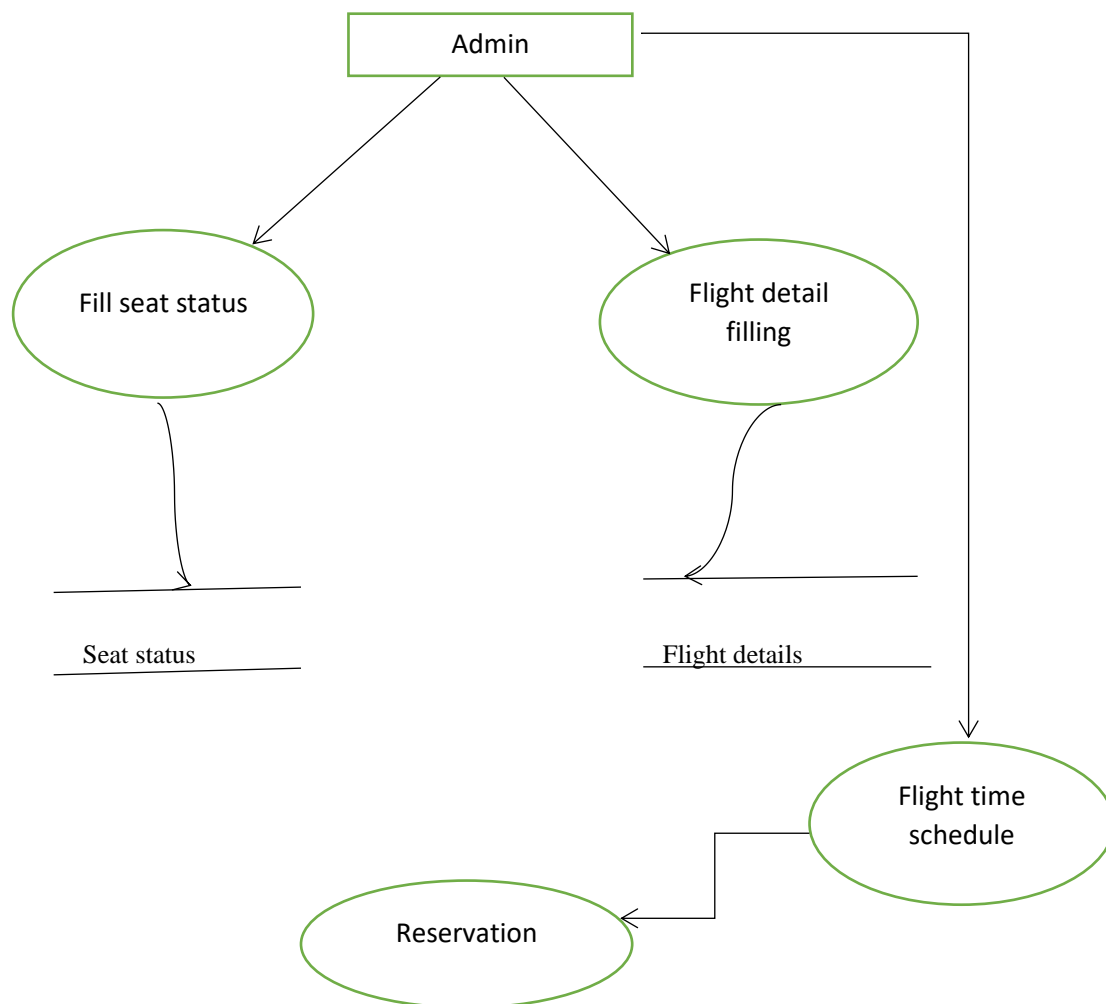 Admin
Fill seat status
Flight detail
filling
Seat status
Flight details
Flight time
schedule
Reservation